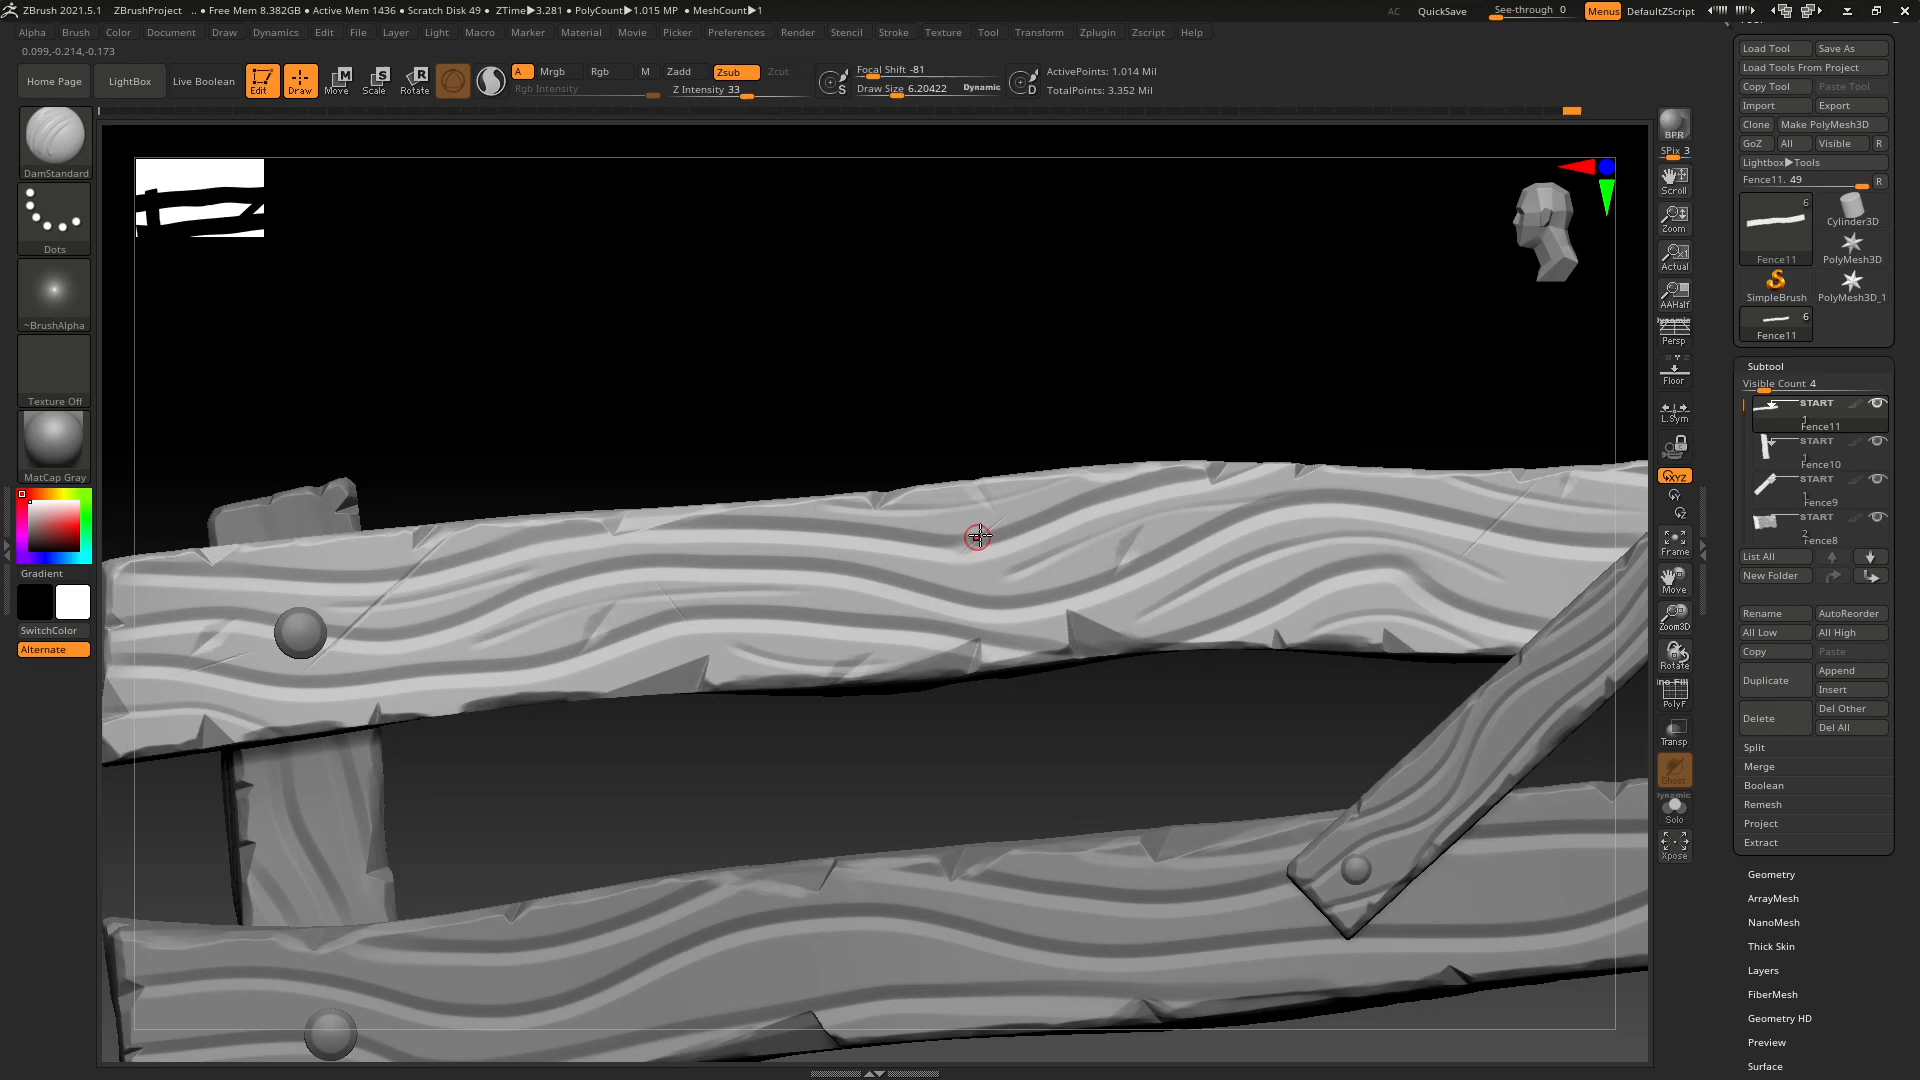 ZBrush 2021.5.1 ZBrushProject .. • Free Mem 8.382GB • Active Mem 1436 • Scratch Disk 49 • ZTime▶3.281 • PolyCount▶1.015 MP • MeshCount▶1 AC QuickSave See-through 0 Menus DefaultZScript
Alpha Brush Color Document Draw Dynamics Edit File Layer Light Macro Marker Material Movie Picker Preferences Render Stencil Stroke Texture Tool Transform Zplugin Zscript Help
0.099,-0.214,-0.173
Home Page LightBox Live Boolean Edit Draw Move Scale Rotate
A Mrgb Rgb M Zadd Zsub Zcut
Rgb Intensity Z Intensity 33
S Focal Shift -81
Draw Size 6.20422 Dynamic
D ActivePoints: 1.014 Mil
TotalPoints: 3.352 Mil
DamStandard
Dots
~BrushAlpha
Texture Off
MatCap Gray
Gradient
SwitchColor
Alternate
BPR
SPix 3
Scroll
Zoom
Actual
AAHalf
Dynamic
Persp
Floor
L.Sym
XYZ
Y
Z
Frame
Move
Zoom3D
Rotate
PolyF
Transp
Ghost
Dynamic
Solo
Xpose
Load Tool Save As
Load Tools From Project
Copy Tool Paste Tool
Import Export
Clone Make PolyMesh3D
GoZ All Visible R
Lightbox▶Tools
Fence11. 49 R
6
Fence11 Cylinder3D
PolyMesh3D
SimpleBrush PolyMesh3D_1
6
Fence11
Subtool
Visible Count 4
START
1
Fence11
START
1
Fence10
START
1
Fence9
START
2
Fence8
List All
New Folder
Rename AutoReorder
All Low All High
Copy Paste
Duplicate Append
Insert
Delete Del Other
Del All
Split
Merge
Boolean
Remesh
Project
Extract
Geometry
ArrayMesh
NanoMesh
Thick Skin
Layers
FiberMesh
Geometry HD
Preview
Surface